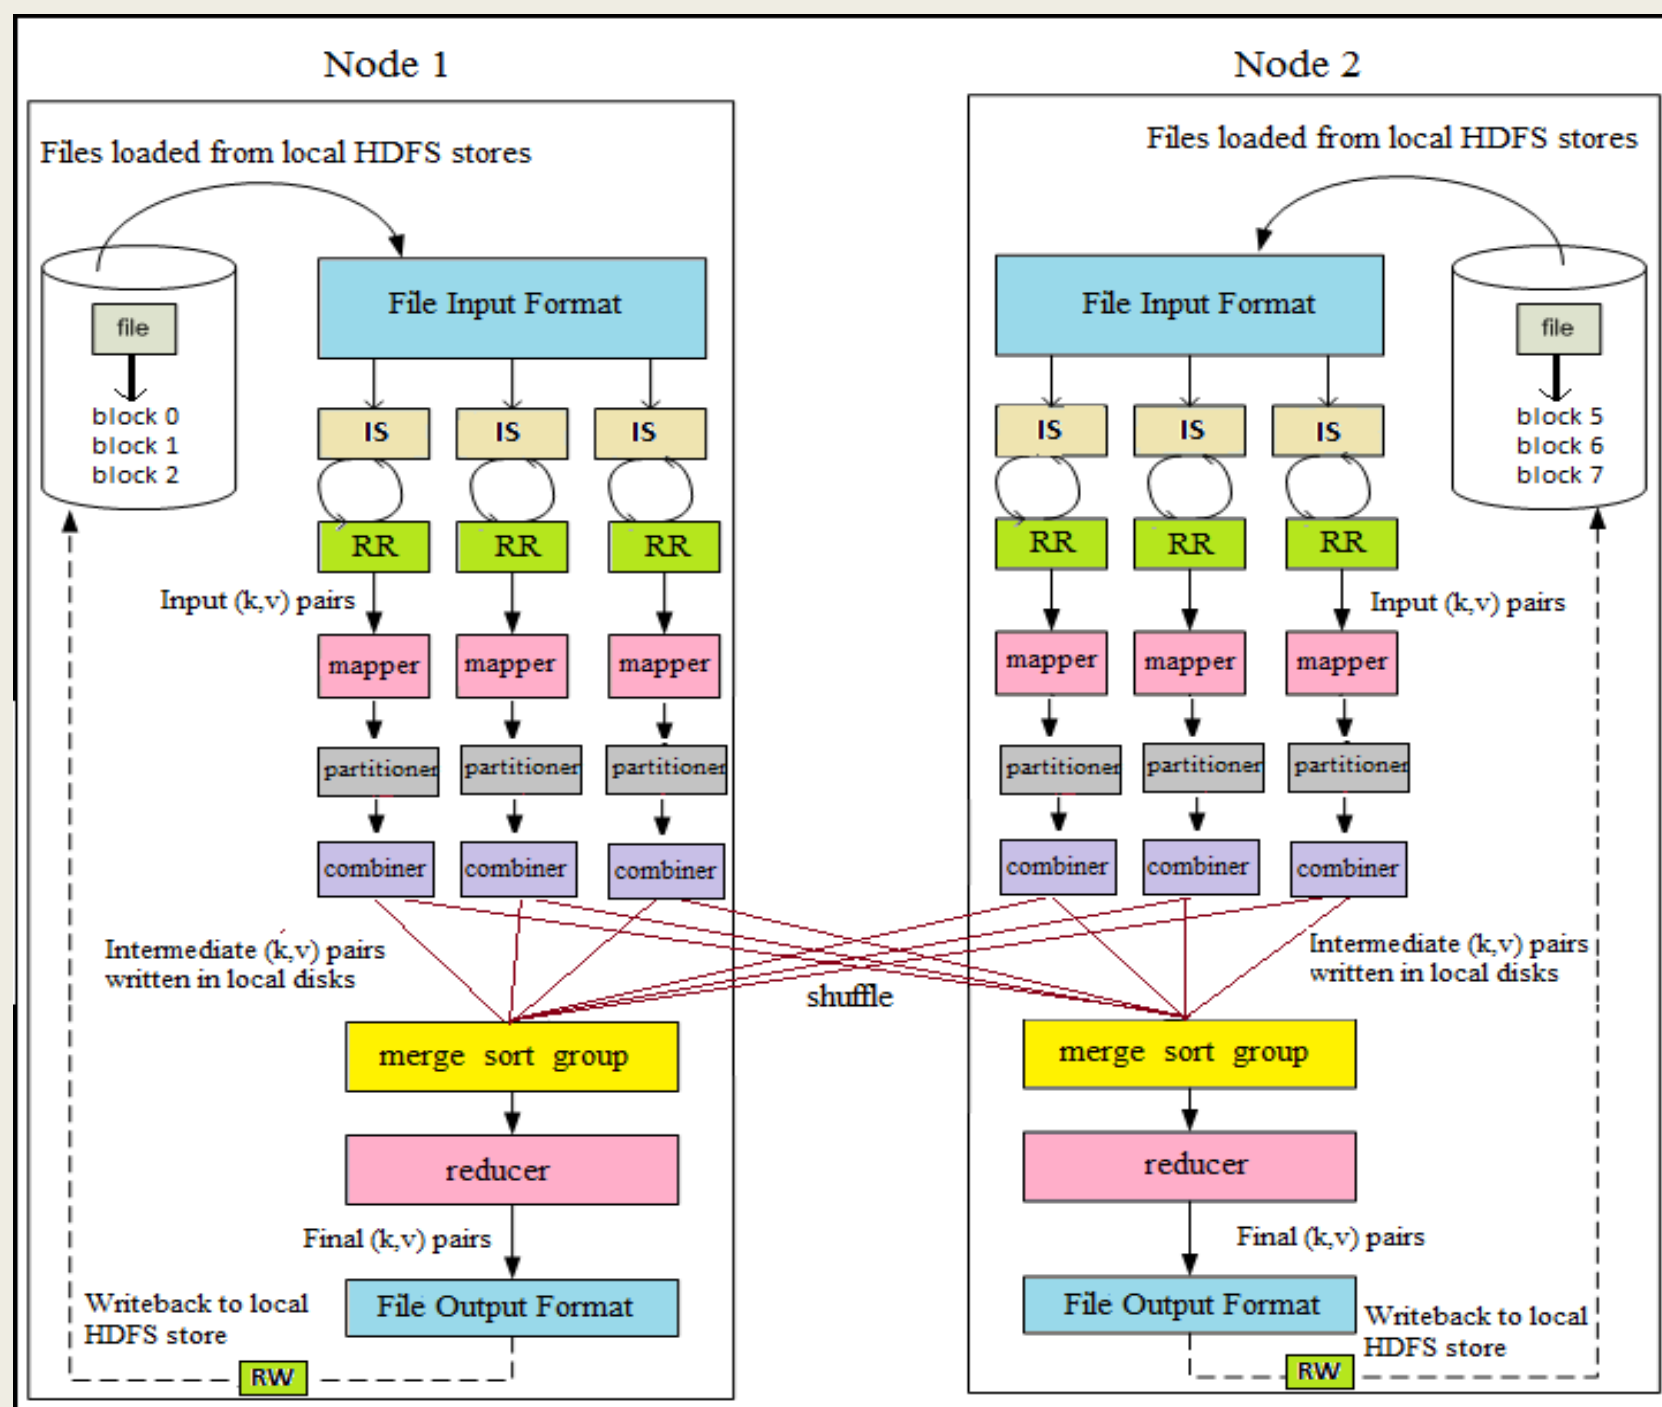 Node 1
Files loaded from local HDFS stores
File Input Format
file
block 0
block 1
block 2
IS IS IS
RR RR RR
Input (k,v) pairs
mapper mapper mapper
partitioner partitioner partitioner
combiner combiner combiner
Intermediate (k,v) pairs
written in local disks
merge sort group
reducer
Final (k,v) pairs
File Output Format
Writeback to local
HDFS store
RW
shuffle
Node 2
Files loaded from local HDFS stores
File Input Format
file
block 5
block 6
block 7
IS IS IS
RR RR RR
Input (k,v) pairs
mapper mapper mapper
partitioner partitioner partitioner
combiner combiner combiner
Intermediate (k,v) pairs
written in local disks
merge sort group
reducer
Final (k,v) pairs
File Output Format
Writeback to local
HDFS store
RW